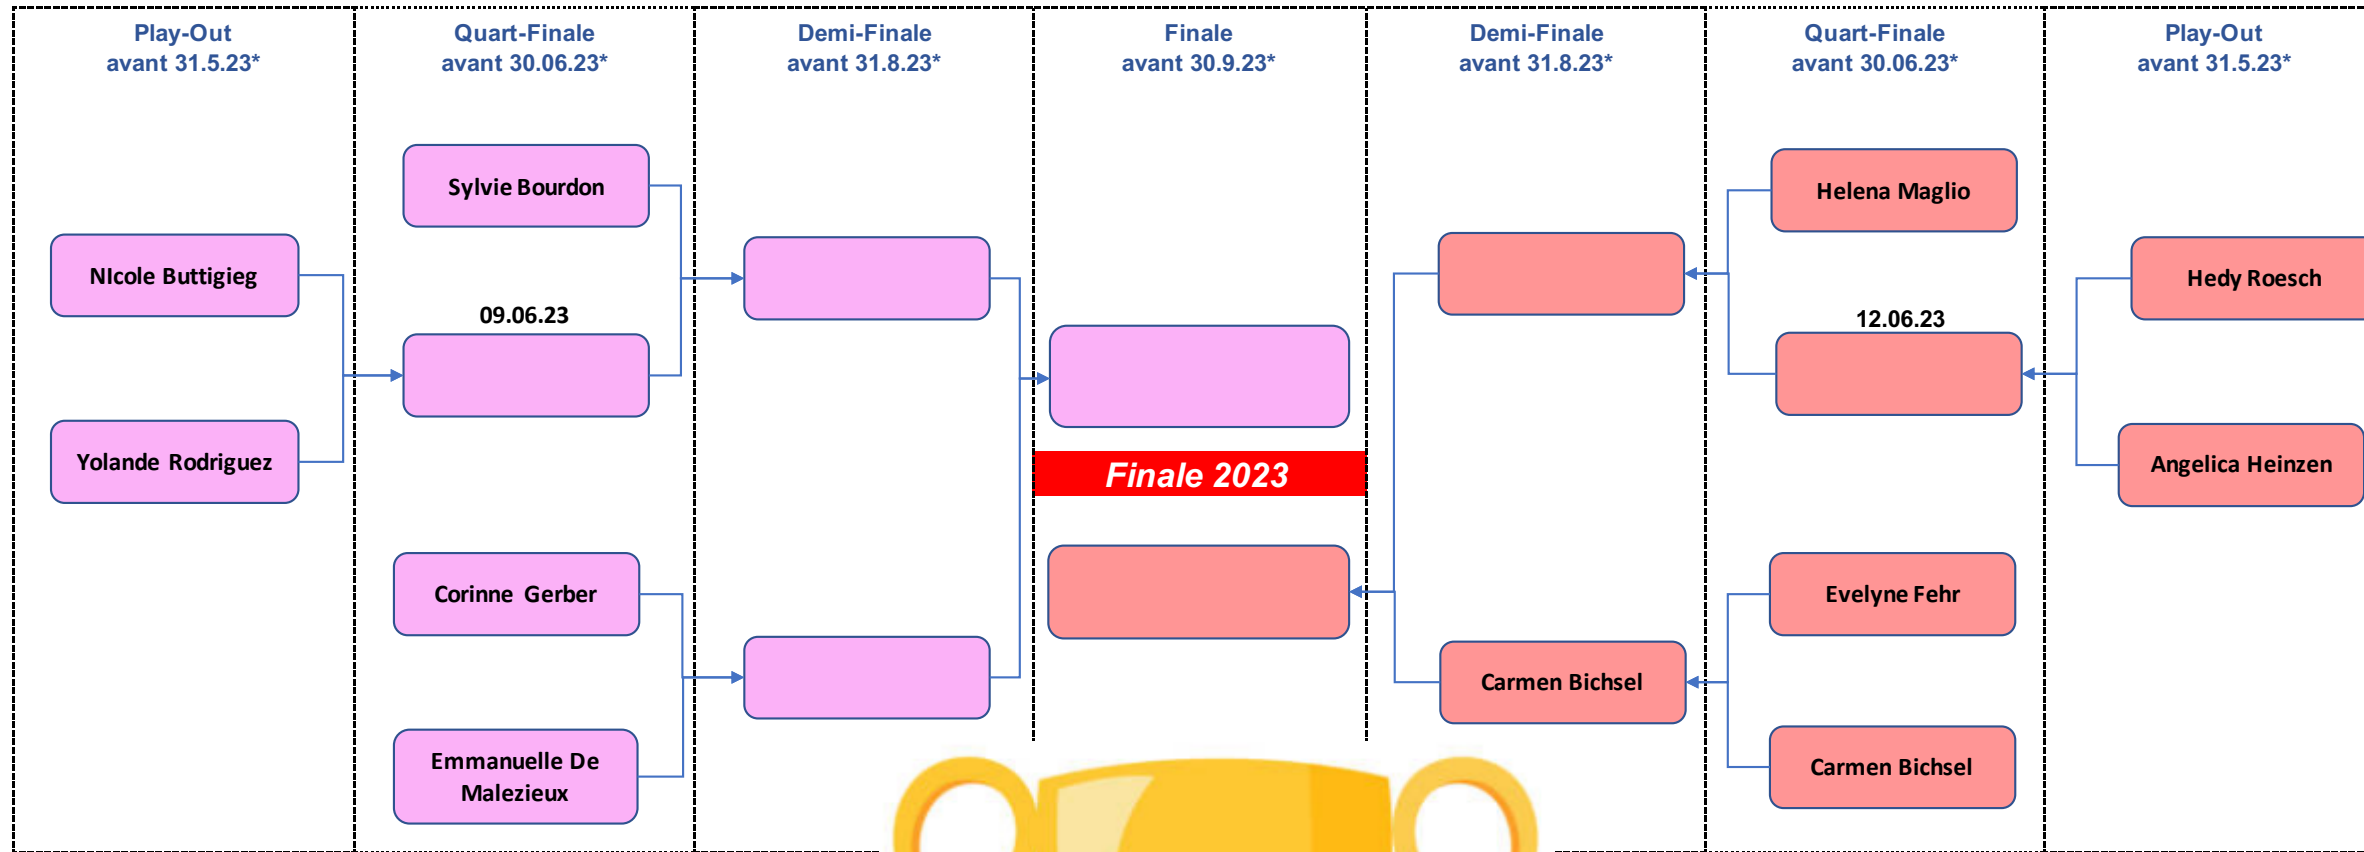 Play-Out
avant 31.5.23*
Quart-Finale
avant 30.06.23*
Demi-Finale
avant 31.8.23*
Finale
avant 30.9.23*
Demi-Finale
avant 31.8.23*
Quart-Finale
avant 30.06.23*
Play-Out
avant 31.5.23*
Sylvie Bourdon
Helena Maglio
NIcole Buttigieg
Hedy Roesch
09.06.23
12.06.23
Yolande Rodriguez
Finale 2023
Angelica Heinzen
Corinne Gerber
Evelyne Fehr
Carmen Bichsel
Emmanuelle De
Malezieux
Carmen Bichsel